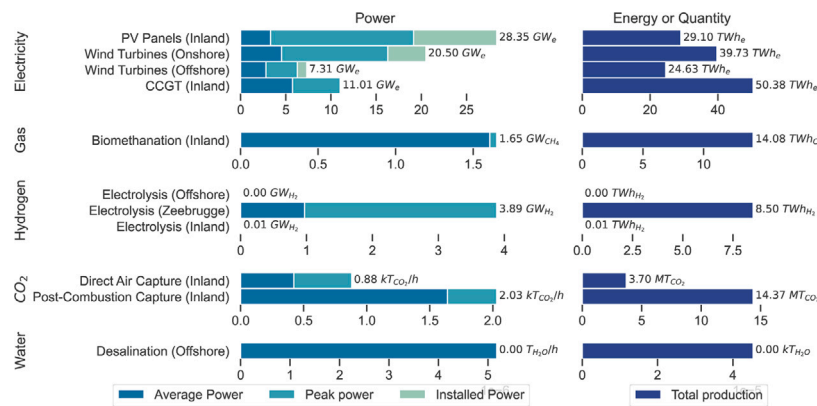 Power
Energy or Quantity
Electricity
PV Panels (Inland)
28.35 GWe
29.10 TWhe
Wind Turbines (Onshore)
20.50 GWe
39.73 TWhe
Wind Turbines (Offshore)
7.31 GWe
24.63 TWhe
CCGT (Inland)
11.01 GWe
50.38 TWhe
0 5 10 15 20 25
0 20 40
Gas
Biomethanation (Inland)
1.65 GWCH₄
14.08 TWhC
0.0 0.5 1.0 1.5
0 5 10
Hydrogen
Electrolysis (Offshore)
0.00 GWH₂
0.00 TWhH₂
Electrolysis (Zeebrugge)
3.89 GWH₂
8.50 TWhH₂
Electrolysis (Inland)
0.01 GWH₂
0.01 TWhH₂
0 1 2 3 4
0.0 2.5 5.0 7.5
CO₂
Direct Air Capture (Inland)
0.88 kTCO₂/h
3.70 MTCO₂
Post-Combustion Capture (Inland)
2.03 kTCO₂/h
14.37 MTCO₂
0.0 0.5 1.0 1.5 2.0
0 5 10 15
Water
Desalination (Offshore)
0.00 TH₂O/h
0.00 kTH₂O
0 1 2 3 4 5
0 2 4
Average Power
Peak power
Installed Power
Total production